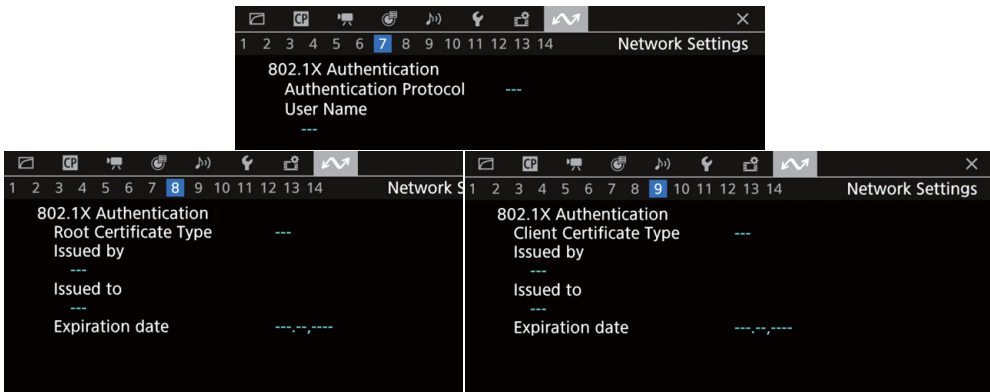 CP
1 2 3 4 5 6 7 8 9 10 11 12 13 14 Network Settings
802.1X Authentication
Authentication Protocol ---
User Name
---
CP
1 2 3 4 5 6 7 8 9 10 11 12 13 14 Network S
802.1X Authentication
Root Certificate Type ---
Issued by
---
Issued to
---
Expiration date ---.--,----
CP
1 2 3 4 5 6 7 8 9 10 11 12 13 14 Network Settings
802.1X Authentication
Client Certificate Type ---
Issued by
---
Issued to
---
Expiration date ---.--,----